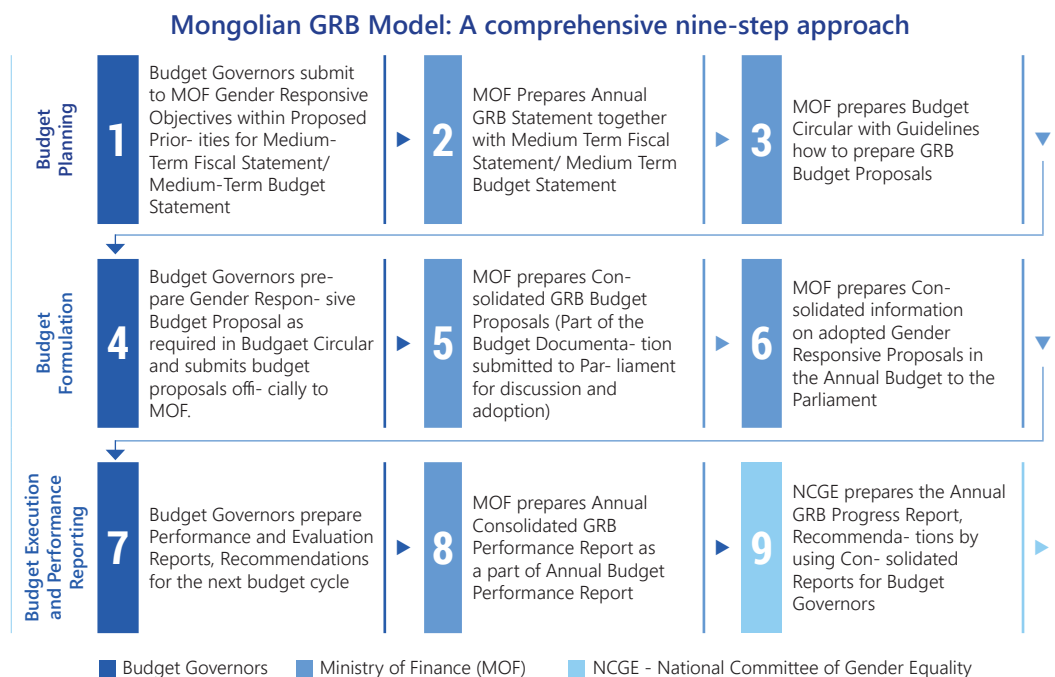 Mongolian GRB Model: A comprehensive nine-step approach
Budget
Planning
1
Budget Governors submit
to MOF Gender Responsive
Objectives within Proposed
Prior- ities for Medium-
Term Fiscal Statement/
Medium-Term Budget
Statement
2
MOF Prepares Annual
GRB Statement together
with Medium Term Fiscal
Statement/ Medium Term
Budget Statement
3
MOF prepares Budget
Circular with Guidelines
how to prepare GRB
Budget Proposals
Budget
Formulation
4
Budget Governors pre-
pare Gender Respon- sive
Budget Proposal as
required in Budgaet Circular
and submits budget
proposals offi- cially to
MOF.
5
MOF prepares Con-
solidated GRB Budget
Proposals (Part of the
Budget Documenta- tion
submitted to Par- liament
for discussion and
adoption)
6
MOF prepares Con-
solidated information
on adopted Gender
Responsive Proposals in
the Annual Budget to the
Parliament
Budget Execution
and Performance
Reporting
7
Budget Governors prepare
Performance and Evaluation
Reports, Recommendations
for the next budget cycle
8
MOF prepares Annual
Consolidated GRB
Performance Report as
a part of Annual Budget
Performance Report
9
NCGE prepares the Annual
GRB Progress Report,
Recommenda- tions by
using Con- solidated
Reports for Budget
Governors
Budget Governors
Ministry of Finance (MOF)
NCGE - National Committee of Gender Equality